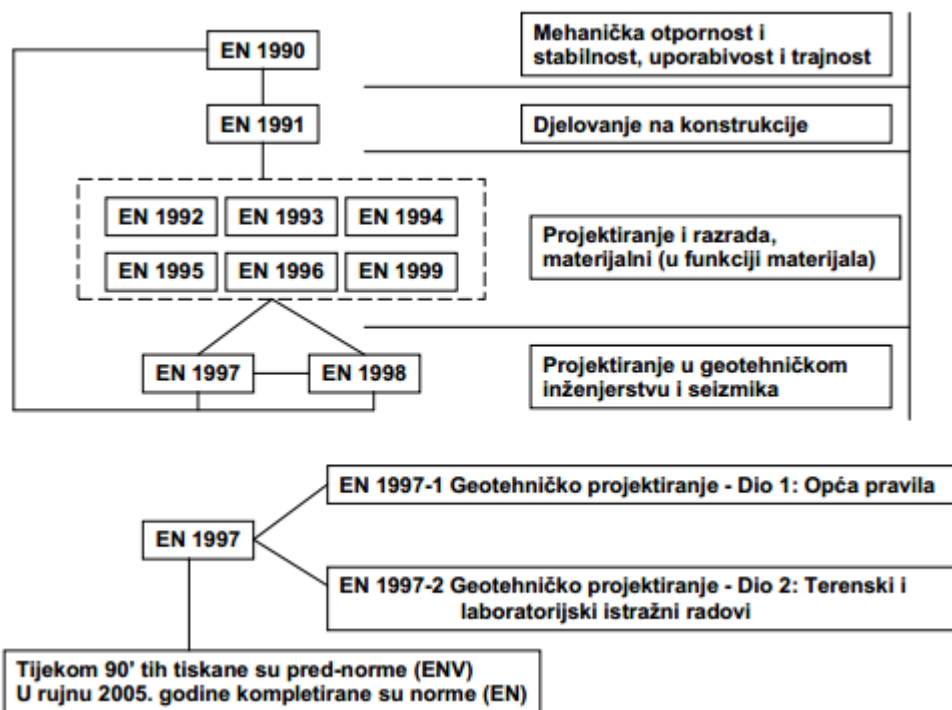 EN 1990
Mehanička otpornost i
stabilnost, uporabivost i trajnost
EN 1991
Djelovanje na konstrukcije
EN 1992 EN 1993 EN 1994
EN 1995 EN 1996 EN 1999
Projektiranje i razrada,
materijalni (u funkciji materijala)
EN 1997 EN 1998
Projektiranje u geotehničkom
inženjerstvu i seizmika
EN 1997-1 Geotehničko projektiranje - Dio 1: Opća pravila
EN 1997
EN 1997-2 Geotehničko projektiranje - Dio 2: Terenski i
laboratorijski istražni radovi
Tijekom 90' tih tiskane su pred-norme (ENV)
U rujnu 2005. godine kompletirane su norme (EN)